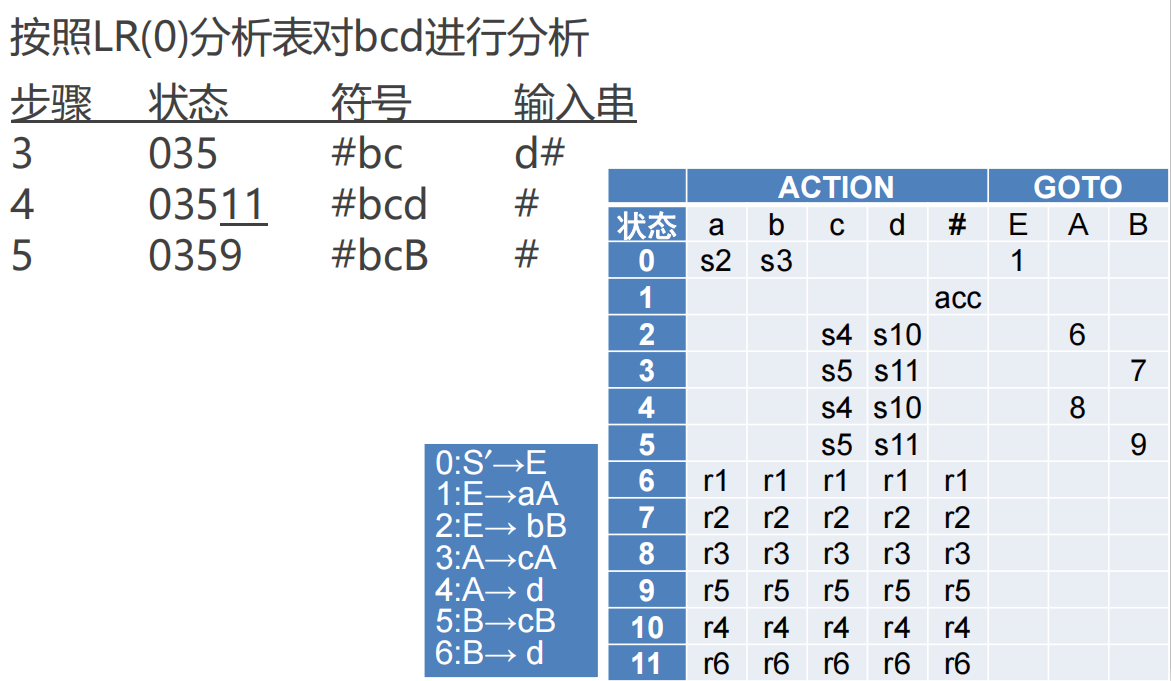 按照LR(0)分析表对bcd进行分析
步骤 状态 符号 输入串
3 035 #bc d#
4 03511 #bcd #
5 0359 #bcB #
ACTION GOTO
状态 a b c d # E A B
0 s2 s3 1
1 acc
2 s4 s10 6
3 s5 s11 7
4 s4 s10 8
5 s5 s11 9
6 r1 r1 r1 r1 r1
7 r2 r2 r2 r2 r2
8 r3 r3 r3 r3 r3
9 r5 r5 r5 r5 r5
10 r4 r4 r4 r4 r4
11 r6 r6 r6 r6 r6
0:S′→E
1:E→aA
2:E→ bB
3:A→cA
4:A→ d
5:B→cB
6:B→ d